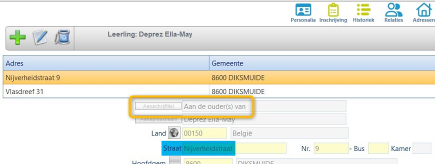 Personalia Inschrijving Historiek Relaties Adressen
Leerling: Deprez Ella-May
Adres Gemeente
Nijverheidstraat 9 8600 DIKSMUIDE
Vlasdreef 31 8600 DIKSMUIDE
Aanschrijftitel Aan de ouder(s) van
Deprez Ella-May
Land 00150 België
Straat Nijverheidstraat Nr. 9 - Bus Kamer
Hoofdgem 8600 DIKSMUIDE